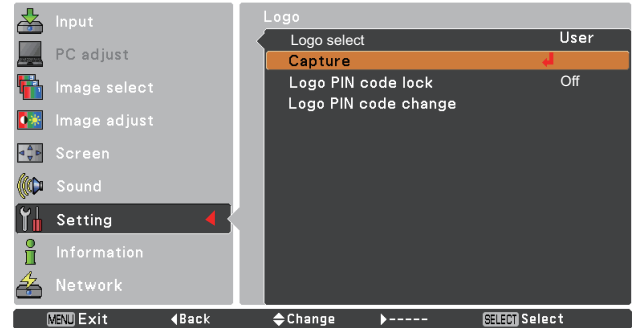 Input
PC adjust
Image select
Image adjust
Screen
Sound
Setting
Information
Network
Logo
Logo select User
Capture
Logo PIN code lock Off
Logo PIN code change
MENU Exit
Back
Change
-----
SELECT Select